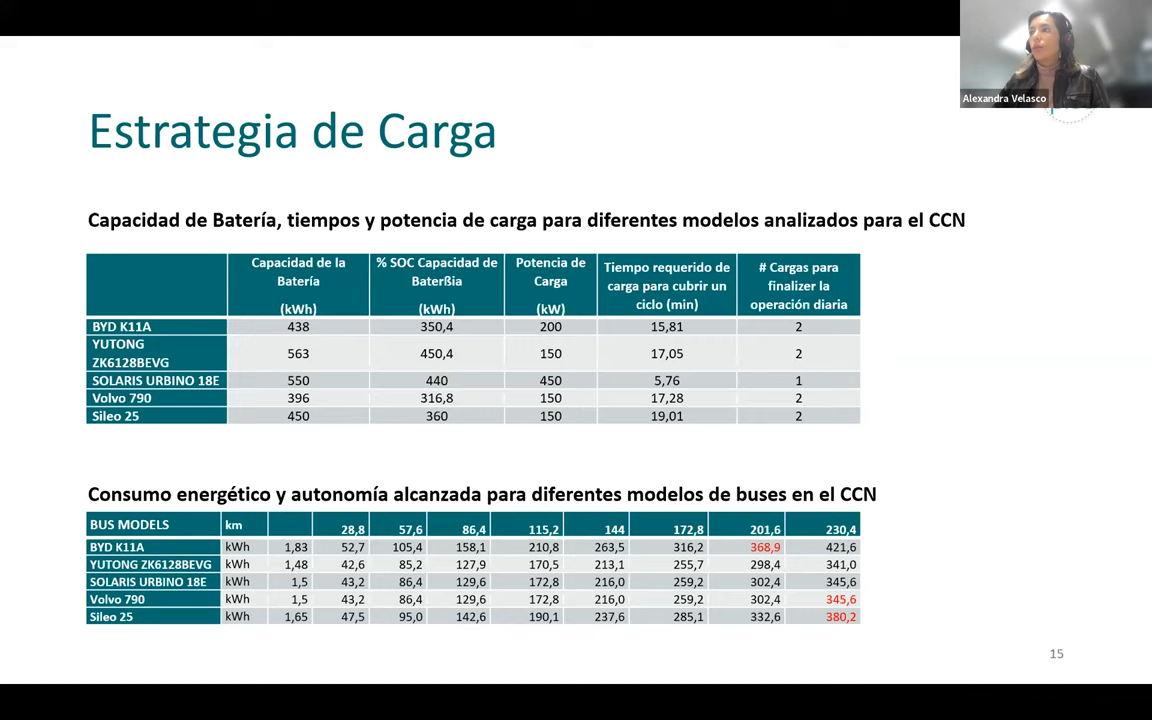 Alexandra Velasco
Estrategia de Carga
Capacidad de Batería, tiempos y potencia de carga para diferentes modelos analizados para el CCN
Capacidad de la Batería (kWh) % SOC Capacidad de Baterßia (kWh) Potencia de Carga (kW) Tiempo requerido de carga para cubrir un ciclo (min) # Cargas para finalizer la operación diaria
BYD K11A 438 350,4 200 15,81 2
YUTONG ZK6128BEVG 563 450,4 150 17,05 2
SOLARIS URBINO 18E 550 440 450 5,76 1
Volvo 790 396 316,8 150 17,28 2
Sileo 25 450 360 150 19,01 2
Consumo energético y autonomía alcanzada para diferentes modelos de buses en el CCN
BUS MODELS km 28,8 57,6 86,4 115,2 144 172,8 201,6 230,4
BYD K11A kWh 1,83 52,7 105,4 158,1 210,8 263,5 316,2 368,9 421,6
YUTONG ZK6128BEVG kWh 1,48 42,6 85,2 127,9 170,5 213,1 255,7 298,4 341,0
SOLARIS URBINO 18E kWh 1,5 43,2 86,4 129,6 172,8 216,0 259,2 302,4 345,6
Volvo 790 kWh 1,5 43,2 86,4 129,6 172,8 216,0 259,2 302,4 345,6
Sileo 25 kWh 1,65 47,5 95,0 142,6 190,1 237,6 285,1 332,6 380,2
15